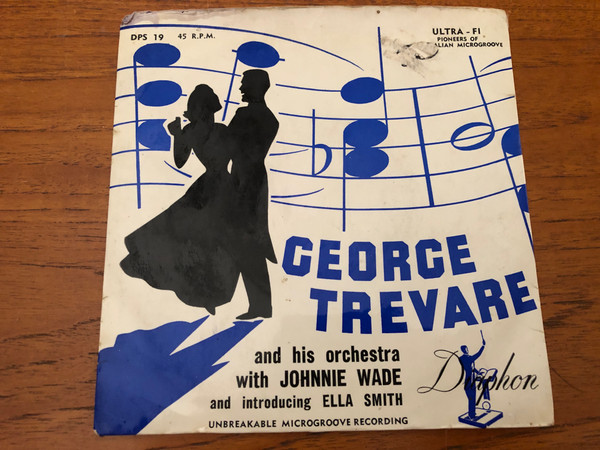 DPS 19 45 R.P.M.
ULTRA - FI
PIONEERS OF
ALIAN MICROGROOVE
GEORGE
TREVARE
and his orchestra
with JOHNNIE WADE
and introducing ELLA SMITH
UNBREAKABLE MICROGROOVE RECORDING